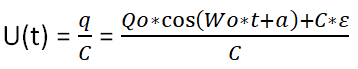 U(t) = q/C = (Qo*cos(Wo*t+a)+C*ε)/C